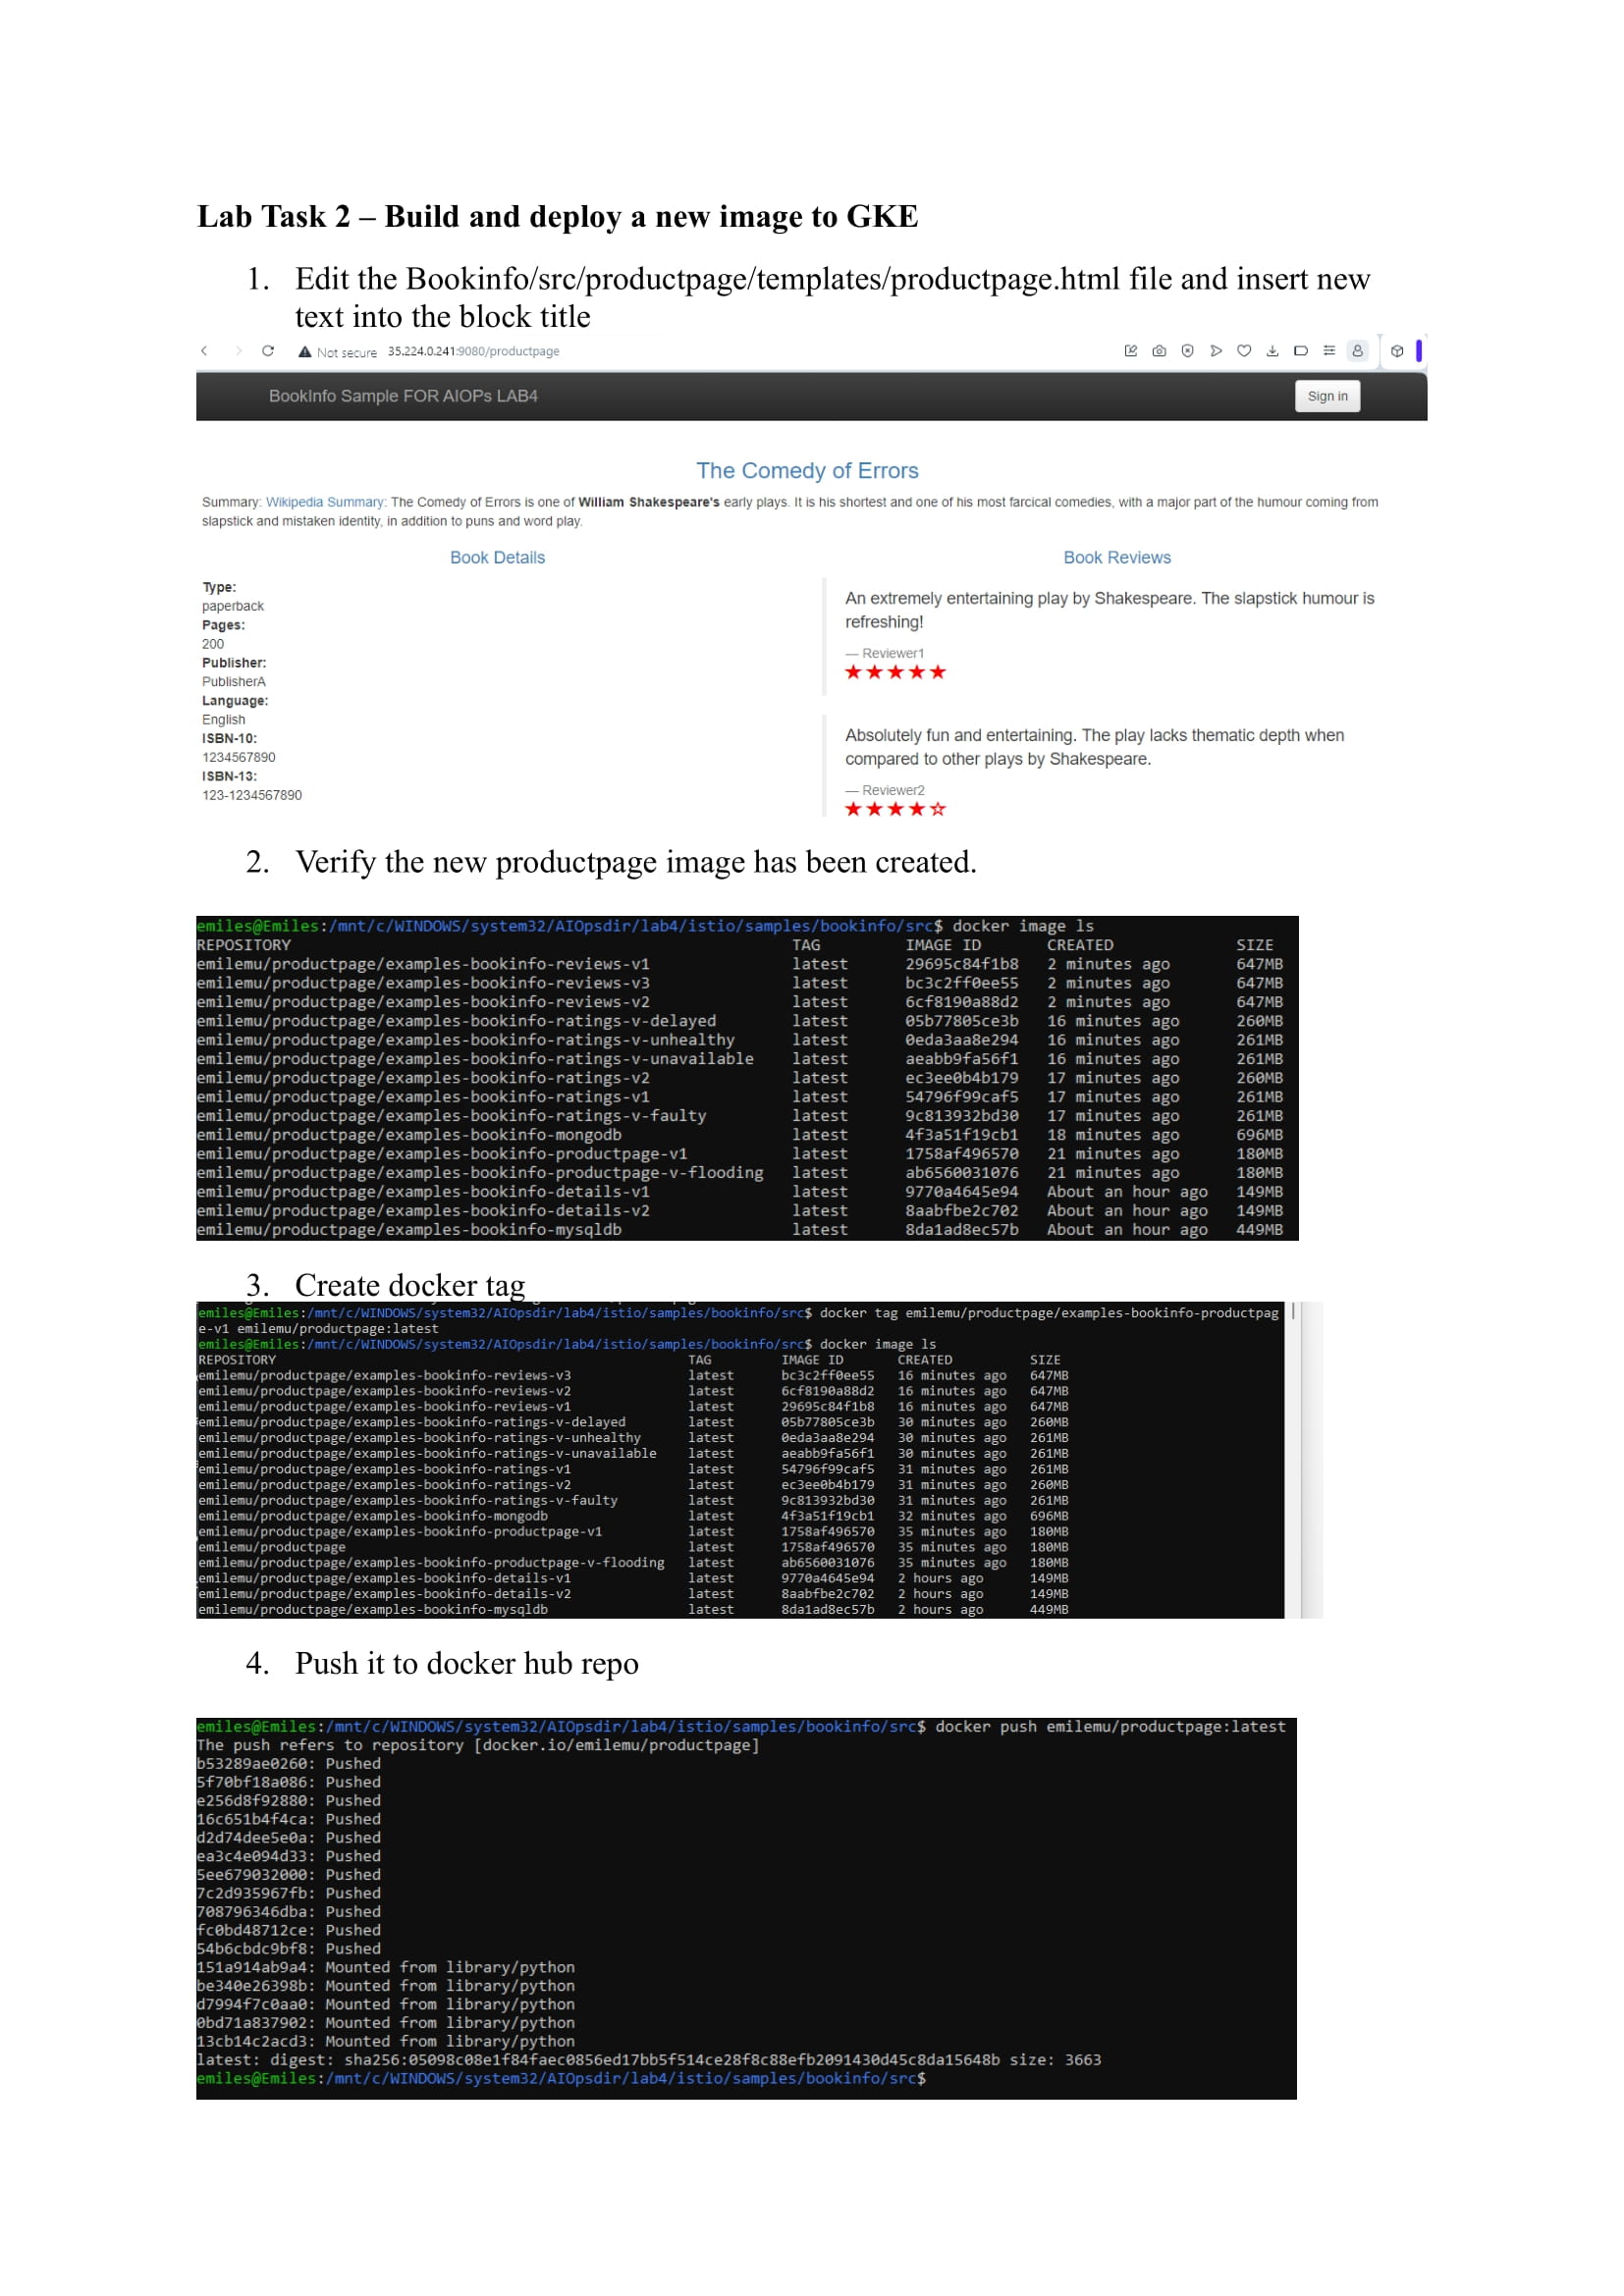 Lab Task 2 – Build and deploy a new image to GKE
1. Edit the Bookinfo/src/productpage/templates/productpage.html file and insert new
text into the block title
Not secure 35.224.0.241:9080/productpage
BookInfo Sample FOR AIOPs LAB4
Sign in
The Comedy of Errors
Summary: Wikipedia Summary: The Comedy of Errors is one of William Shakespeare's early plays. It is his shortest and one of his most farcical comedies, with a major part of the humour coming from
slapstick and mistaken identity, in addition to puns and word play.
Book Details
Type:
paperback
Pages:
200
Publisher:
PublisherA
Language:
English
ISBN-10:
1234567890
ISBN-13:
123-1234567890
Book Reviews
An extremely entertaining play by Shakespeare. The slapstick humour is
refreshing!
— Reviewer1
Absolutely fun and entertaining. The play lacks thematic depth when
compared to other plays by Shakespeare.
— Reviewer2
2. Verify the new productpage image has been created.
emiles@Emiles:/mnt/c/WINDOWS/system32/AIOpsdir/lab4/istio/samples/bookinfo/src$ docker image ls
REPOSITORY TAG IMAGE ID CREATED SIZE
emilemu/productpage/examples-bookinfo-reviews-v1 latest 29695c84f1b8 2 minutes ago 647MB
emilemu/productpage/examples-bookinfo-reviews-v3 latest bc3c2ff0ee55 2 minutes ago 647MB
emilemu/productpage/examples-bookinfo-reviews-v2 latest 6cf8190a88d2 2 minutes ago 647MB
emilemu/productpage/examples-bookinfo-ratings-v-delayed latest 05b77805ce3b 16 minutes ago 260MB
emilemu/productpage/examples-bookinfo-ratings-v-unhealthy latest 0eda3aa8e294 16 minutes ago 261MB
emilemu/productpage/examples-bookinfo-ratings-v-unavailable latest aeabb9fa56f1 16 minutes ago 261MB
emilemu/productpage/examples-bookinfo-ratings-v2 latest ec3ee0b4b179 17 minutes ago 260MB
emilemu/productpage/examples-bookinfo-ratings-v1 latest 54796f99caf5 17 minutes ago 261MB
emilemu/productpage/examples-bookinfo-ratings-v-faulty latest 9c813932bd30 17 minutes ago 261MB
emilemu/productpage/examples-bookinfo-mongodb latest 4f3a51f19cb1 18 minutes ago 696MB
emilemu/productpage/examples-bookinfo-productpage-v1 latest 1758af496570 21 minutes ago 180MB
emilemu/productpage/examples-bookinfo-productpage-v-flooding latest ab6560031076 21 minutes ago 180MB
emilemu/productpage/examples-bookinfo-details-v1 latest 9770a4645e94 About an hour ago 149MB
emilemu/productpage/examples-bookinfo-details-v2 latest 8aabfbe2c702 About an hour ago 149MB
emilemu/productpage/examples-bookinfo-mysqldb latest 8da1ad8ec57b About an hour ago 449MB
3. Create docker tag
emiles@Emiles:/mnt/c/WINDOWS/system32/AIOpsdir/lab4/istio/samples/bookinfo/src$ docker tag emilemu/productpage/examples-bookinfo-productpag
e-v1 emilemu/productpage:latest
emiles@Emiles:/mnt/c/WINDOWS/system32/AIOpsdir/lab4/istio/samples/bookinfo/src$ docker image ls
REPOSITORY TAG IMAGE ID CREATED SIZE
emilemu/productpage/examples-bookinfo-reviews-v3 latest bc3c2ff0ee55 16 minutes ago 647MB
emilemu/productpage/examples-bookinfo-reviews-v2 latest 6cf8190a88d2 16 minutes ago 647MB
emilemu/productpage/examples-bookinfo-reviews-v1 latest 29695c84f1b8 16 minutes ago 647MB
emilemu/productpage/examples-bookinfo-ratings-v-delayed latest 05b77805ce3b 30 minutes ago 260MB
emilemu/productpage/examples-bookinfo-ratings-v-unhealthy latest 0eda3aa8e294 30 minutes ago 261MB
emilemu/productpage/examples-bookinfo-ratings-v-unavailable latest aeabb9fa56f1 30 minutes ago 261MB
emilemu/productpage/examples-bookinfo-ratings-v1 latest 54796f99caf5 31 minutes ago 261MB
emilemu/productpage/examples-bookinfo-ratings-v2 latest ec3ee0b4b179 31 minutes ago 260MB
emilemu/productpage/examples-bookinfo-ratings-v-faulty latest 9c813932bd30 31 minutes ago 261MB
emilemu/productpage/examples-bookinfo-mongodb latest 4f3a51f19cb1 32 minutes ago 696MB
emilemu/productpage/examples-bookinfo-productpage-v1 latest 1758af496570 35 minutes ago 180MB
emilemu/productpage latest 1758af496570 35 minutes ago 180MB
emilemu/productpage/examples-bookinfo-productpage-v-flooding latest ab6560031076 35 minutes ago 180MB
emilemu/productpage/examples-bookinfo-details-v1 latest 9770a4645e94 2 hours ago 149MB
emilemu/productpage/examples-bookinfo-details-v2 latest 8aabfbe2c702 2 hours ago 149MB
emilemu/productpage/examples-bookinfo-mysqldb latest 8da1ad8ec57b 2 hours ago 449MB
4. Push it to docker hub repo
emiles@Emiles:/mnt/c/WINDOWS/system32/AIOpsdir/lab4/istio/samples/bookinfo/src$ docker push emilemu/productpage:latest
The push refers to repository [docker.io/emilemu/productpage]
b53289ae0260: Pushed
5f70bf18a086: Pushed
e256d8f92880: Pushed
16c651b4f4ca: Pushed
d2d74dee5e0a: Pushed
ea3c4e094d33: Pushed
5ee679032000: Pushed
7c2d935967fb: Pushed
708796346dba: Pushed
fc0bd48712ce: Pushed
54b6cbdc9bf8: Pushed
151a914ab9a4: Mounted from library/python
be340e26398b: Mounted from library/python
d7994f7c0aa0: Mounted from library/python
0bd71a837902: Mounted from library/python
13cb14c2acd3: Mounted from library/python
latest: digest: sha256:05098c08e1f84faec0856ed17bb5f514ce28f8c88efb2091430d45c8da15648b size: 3663
emiles@Emiles:/mnt/c/WINDOWS/system32/AIOpsdir/lab4/istio/samples/bookinfo/src$